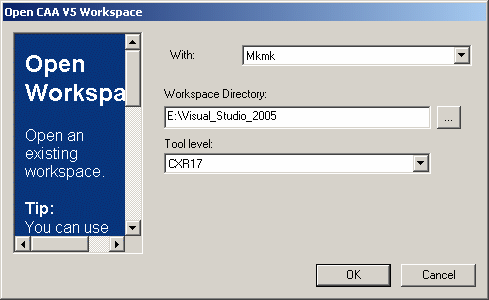 Open CAA V5 Workspace
Open
Workspa
Open an
existing
workspace.
Tip:
You can use
With: Mkmk
Workspace Directory:
E:\Visual_Studio_2005 ...
Tool level:
CXR17
OK Cancel